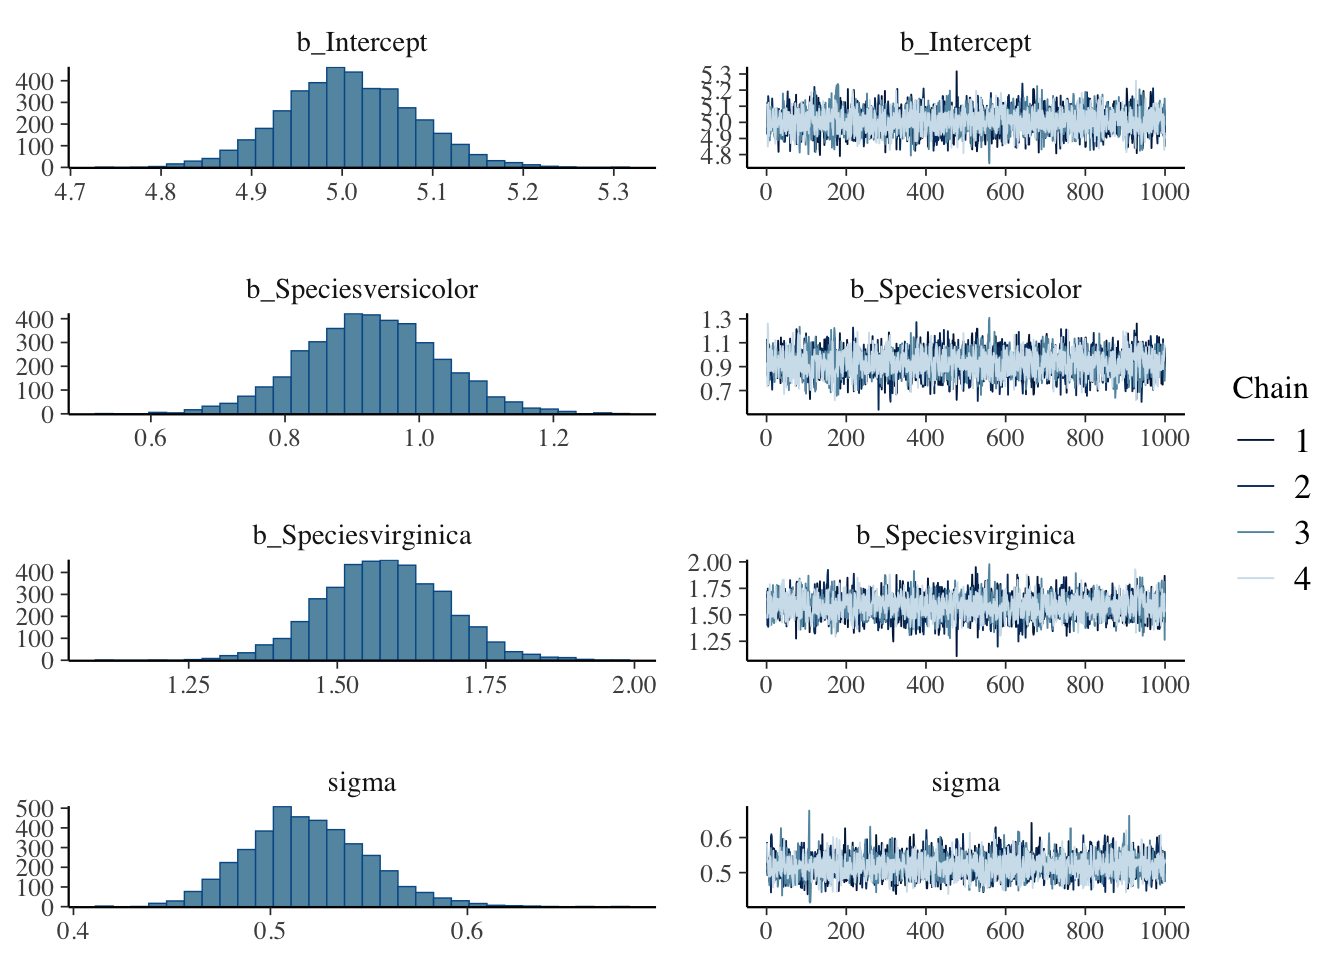 b_Intercept
400
300
200
100
0
4.7 4.8 4.9 5.0 5.1 5.2 5.3
b_Intercept
5.3
5.2
5.1
5.0
4.9
4.8
0 200 400 600 800 1000
b_Speciesversicolor
400
300
200
100
0
0.6 0.8 1.0 1.2
b_Speciesversicolor
1.3
1.1
0.9
0.7
0 200 400 600 800 1000
b_Speciesvirginica
400
300
200
100
0
1.25 1.50 1.75 2.00
b_Speciesvirginica
2.00
1.75
1.50
1.25
0 200 400 600 800 1000
sigma
500
400
300
200
100
0
0.4 0.5 0.6
sigma
0.6
0.5
0 200 400 600 800 1000
Chain
1
2
3
4